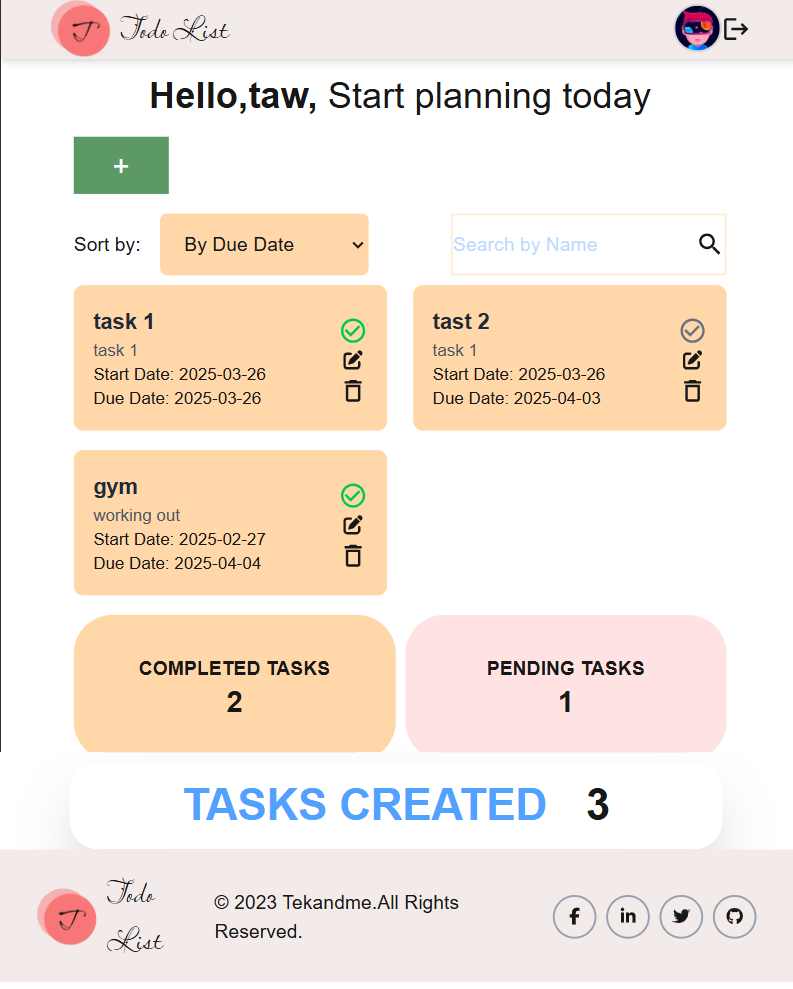 T Todo List
Hello,taw, Start planning today
+
Sort by: By Due Date Search by Name
task 1
task 1
Start Date: 2025-03-26
Due Date: 2025-03-26
tast 2
task 1
Start Date: 2025-03-26
Due Date: 2025-04-03
gym
working out
Start Date: 2025-02-27
Due Date: 2025-04-04
COMPLETED TASKS
2
PENDING TASKS
1
TASKS CREATED 3
T Todo
List
© 2023 Tekandme.All Rights
Reserved.